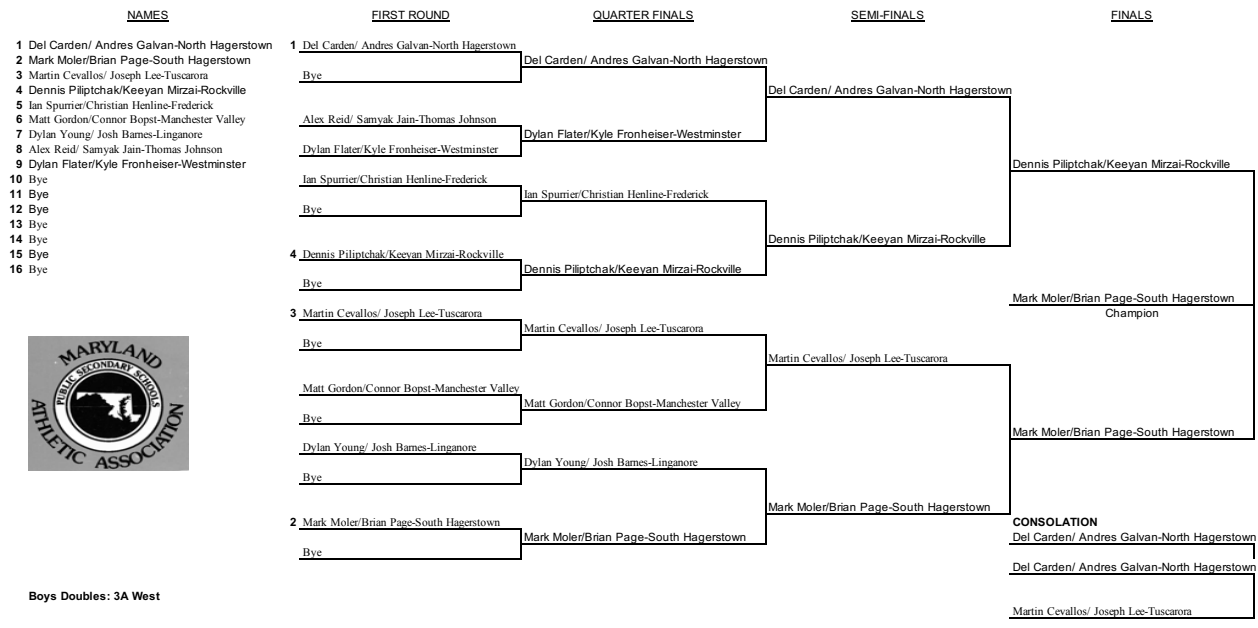 NAMES
FIRST ROUND
QUARTER FINALS
SEMI-FINALS
FINALS
1 Del Carden/ Andres Galvan-North Hagerstown
2 Mark Moler/Brian Page-South Hagerstown
3 Martin Cevallos/ Joseph Lee-Tuscarora
4 Dennis Piliptchak/Keeyan Mirzai-Rockville
5 Ian Spurrier/Christian Henline-Frederick
6 Matt Gordon/Connor Bopst-Manchester Valley
7 Dylan Young/ Josh Barnes-Linganore
8 Alex Reid/ Samyak Jain-Thomas Johnson
9 Dylan Flater/Kyle Fronheiser-Westminster
10 Bye
11 Bye
12 Bye
13 Bye
14 Bye
15 Bye
16 Bye
MARYLAND
PUBLIC SECONDARY SCHOOLS
ATHLETIC ASSOCIATION
Boys Doubles: 3A West
1 Del Carden/ Andres Galvan-North Hagerstown
Bye
Alex Reid/ Samyak Jain-Thomas Johnson
Dylan Flater/Kyle Fronheiser-Westminster
Ian Spurrier/Christian Henline-Frederick
Bye
4 Dennis Piliptchak/Keeyan Mirzai-Rockville
Bye
3 Martin Cevallos/ Joseph Lee-Tuscarora
Bye
Matt Gordon/Connor Bopst-Manchester Valley
Bye
Dylan Young/ Josh Barnes-Linganore
Bye
2 Mark Moler/Brian Page-South Hagerstown
Bye
Del Carden/ Andres Galvan-North Hagerstown
Dylan Flater/Kyle Fronheiser-Westminster
Ian Spurrier/Christian Henline-Frederick
Dennis Piliptchak/Keeyan Mirzai-Rockville
Martin Cevallos/ Joseph Lee-Tuscarora
Matt Gordon/Connor Bopst-Manchester Valley
Dylan Young/ Josh Barnes-Linganore
Mark Moler/Brian Page-South Hagerstown
Del Carden/ Andres Galvan-North Hagerstown
Dennis Piliptchak/Keeyan Mirzai-Rockville
Martin Cevallos/ Joseph Lee-Tuscarora
Mark Moler/Brian Page-South Hagerstown
Dennis Piliptchak/Keeyan Mirzai-Rockville
Mark Moler/Brian Page-South Hagerstown
Champion
Mark Moler/Brian Page-South Hagerstown
CONSOLATION
Del Carden/ Andres Galvan-North Hagerstown
Del Carden/ Andres Galvan-North Hagerstown
Martin Cevallos/ Joseph Lee-Tuscarora